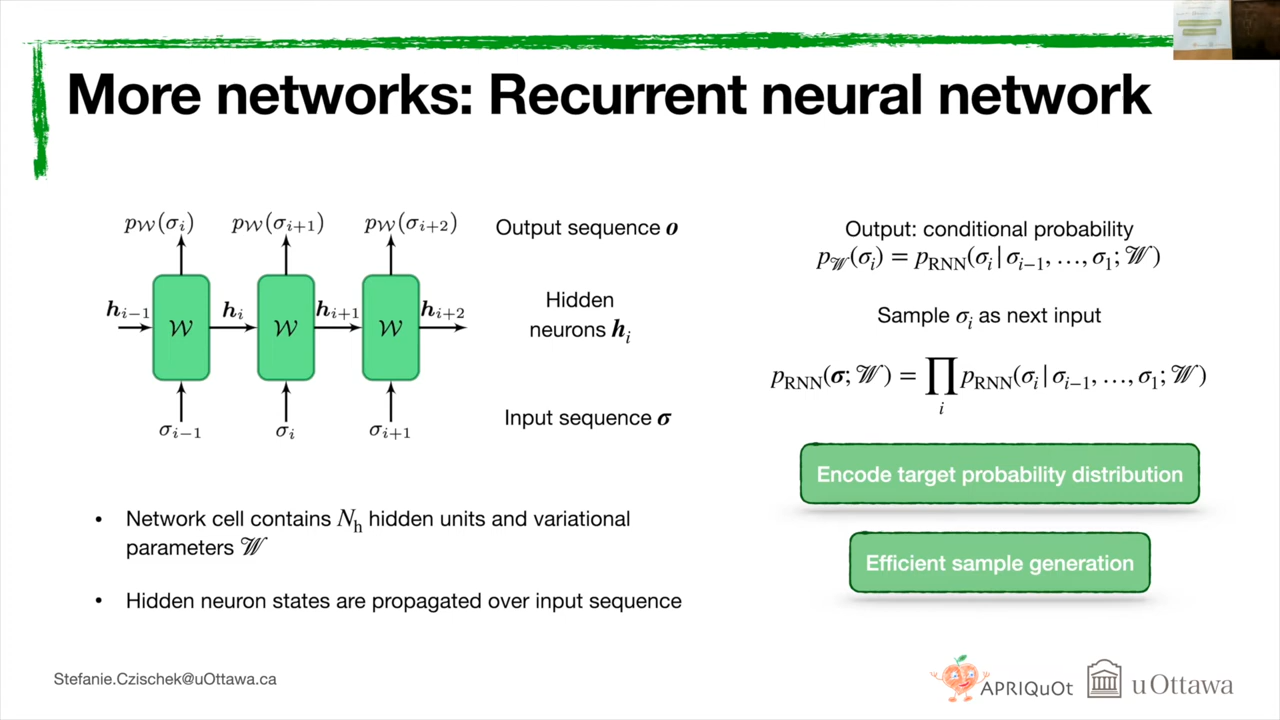 More networks: Recurrent neural network
p𝒲(σᵢ) p𝒲(σᵢ₊₁) p𝒲(σᵢ₊₂)
Output sequence 𝒐
𝒉ᵢ₋₁ 𝒲 𝒉ᵢ 𝒲 𝒉ᵢ₊₁ 𝒲 𝒉ᵢ₊₂
Hidden
neurons 𝒉ᵢ
σᵢ₋₁ σᵢ σᵢ₊₁
Input sequence 𝝈
• Network cell contains Nₕ hidden units and variational
parameters 𝒲
• Hidden neuron states are propagated over input sequence
Output: conditional probability
p𝒲(σᵢ) = pRNN(σᵢ|σᵢ₋₁, …, σ₁; 𝒲)
Sample σᵢ as next input
pRNN(𝝈; 𝒲) = ∏ᵢ pRNN(σᵢ|σᵢ₋₁, …, σ₁; 𝒲)
Encode target probability distribution
Efficient sample generation
Stefanie.Czischek@uOttawa.ca
APRIQuOt
uOttawa